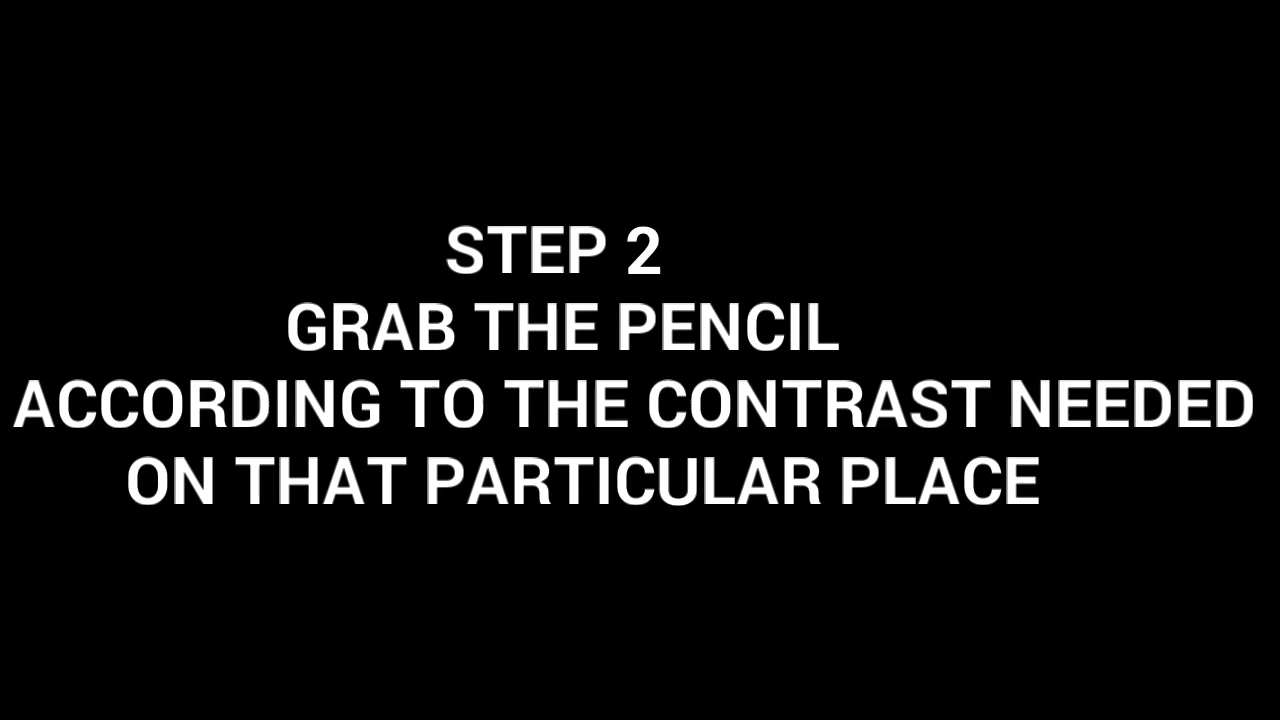 STEP 2
GRAB THE PENCIL
ACCORDING TO THE CONTRAST NEEDED
ON THAT PARTICULAR PLACE